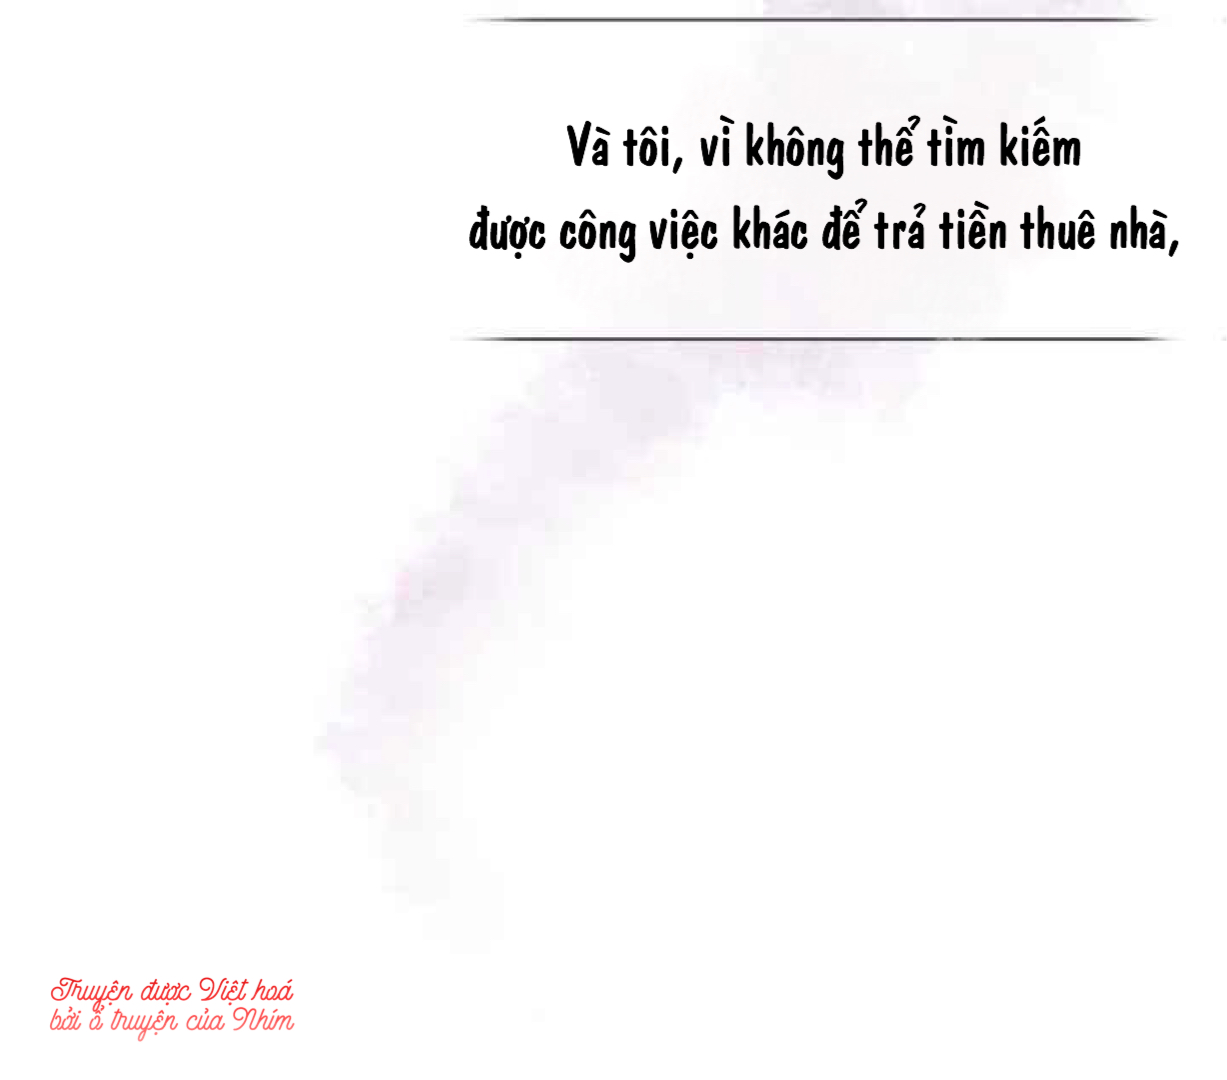 Và tôi, vì không thể tìm kiếm
được công việc khác để trả tiền thuê nhà,
Truyện được Việt hoá
bởi ổ truyện của Nhím